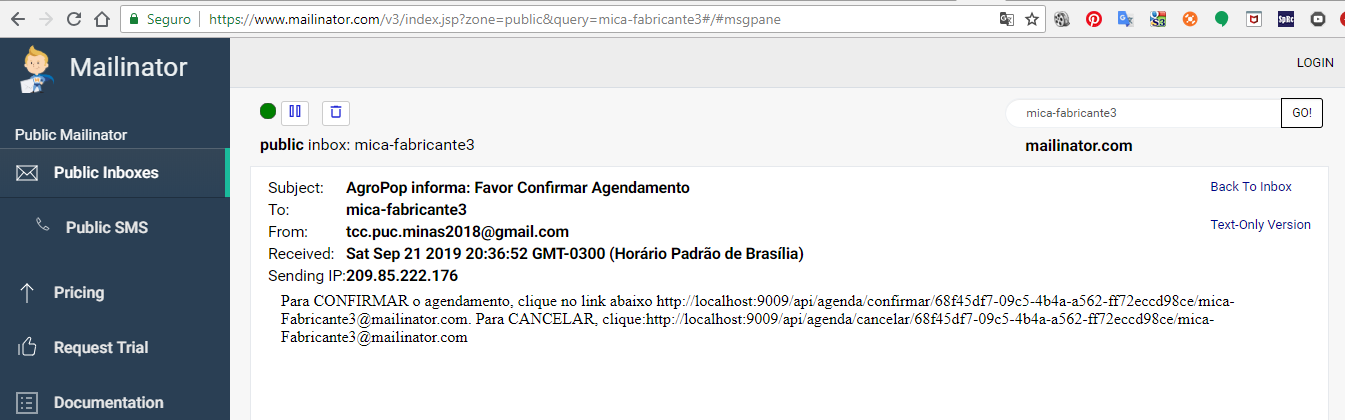 Seguro https://www.mailinator.com/v3/index.jsp?zone=public&query=mica-fabricante3#/#msgpane
SpRc
Mailinator
LOGIN
mica-fabricante3 GO!
Public Mailinator
public inbox: mica-fabricante3 mailinator.com
Public Inboxes
Public SMS
Pricing
Request Trial
Documentation
Subject: AgroPop informa: Favor Confirmar Agendamento
Back To Inbox
To: mica-fabricante3
Text-Only Version
From: tcc.puc.minas2018@gmail.com
Received: Sat Sep 21 2019 20:36:52 GMT-0300 (Horário Padrão de Brasília)
Sending IP:209.85.222.176
Para CONFIRMAR o agendamento, clique no link abaixo http://localhost:9009/api/agenda/confirmar/68f45df7-09c5-4b4a-a562-ff72eccd98ce/mica-
Fabricante3@mailinator.com. Para CANCELAR, clique:http://localhost:9009/api/agenda/cancelar/68f45df7-09c5-4b4a-a562-ff72eccd98ce/mica-
Fabricante3@mailinator.com